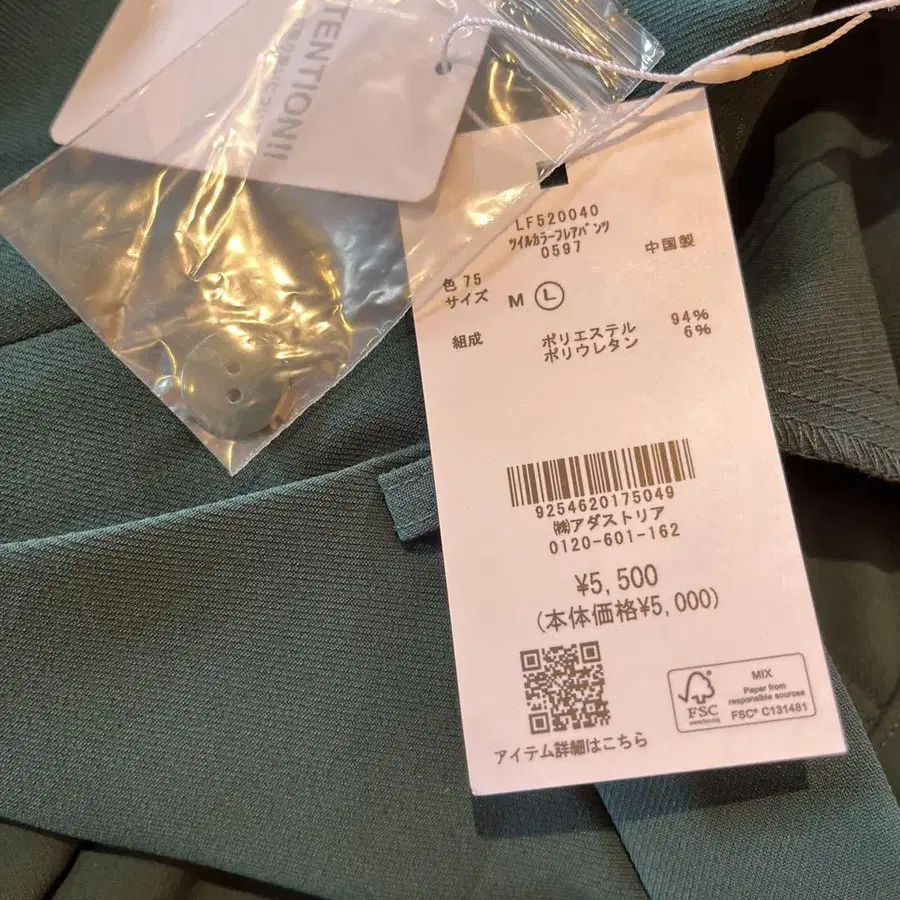 TENTION!!
LF520040
ツイルカラーフレアパンツ
0597
中国製
色 75
サイズ M L
組成 ポリエステル 94%
ポリウレタン 6%
9254620175049
㈱アダストリア
0120-601-162
¥5,500
(本体価格¥5,000)
アイテム詳細はこちら
FSC
www.fsc.org
MIX
Paper from
responsible sources
FSC® C131481